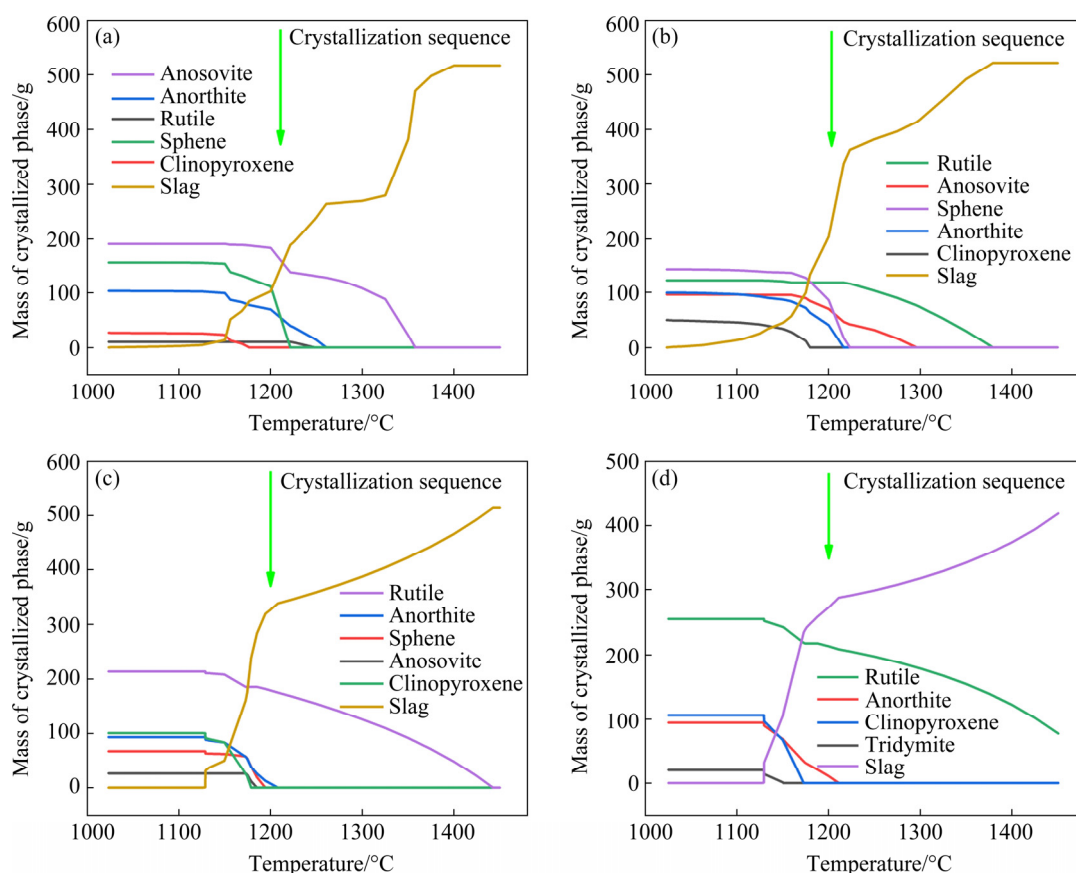 (a)
Crystallization sequence
Anosovite
Anorthite
Rutile
Sphene
Clinopyroxene
Slag
Mass of crystallized phase/g
600
500
400
300
200
100
0
1000 1100 1200 1300 1400
Temperature/°C
(b)
Crystallization sequence
Rutile
Anosovite
Sphene
Anorthite
Clinopyroxene
Slag
Mass of crystallized phase/g
600
500
400
300
200
100
0
1000 1100 1200 1300 1400
Temperature/°C
(c)
Crystallization sequence
Rutile
Anorthite
Sphene
Anosovitc
Clinopyroxene
Slag
Mass of crystallized phase/g
600
500
400
300
200
100
0
1000 1100 1200 1300 1400
Temperature/°C
(d)
Crystallization sequence
Rutile
Anorthite
Clinopyroxene
Tridymite
Slag
Mass of crystallized phase/g
500
400
300
200
100
0
1000 1100 1200 1300 1400
Temperature/°C